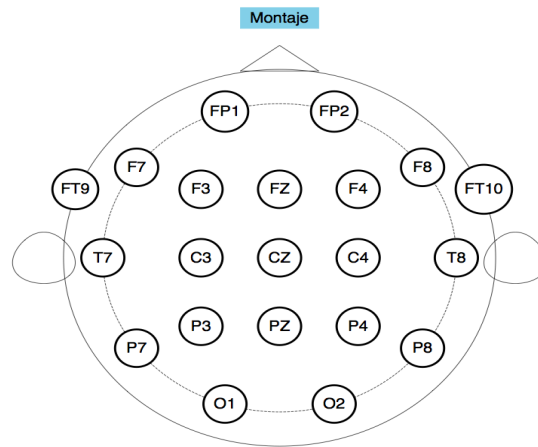 Montaje
FP1 FP2
F7 F8
FT9 F3 FZ F4 FT10
T7 C3 CZ C4 T8
P3 PZ P4
P7 P8
O1 O2